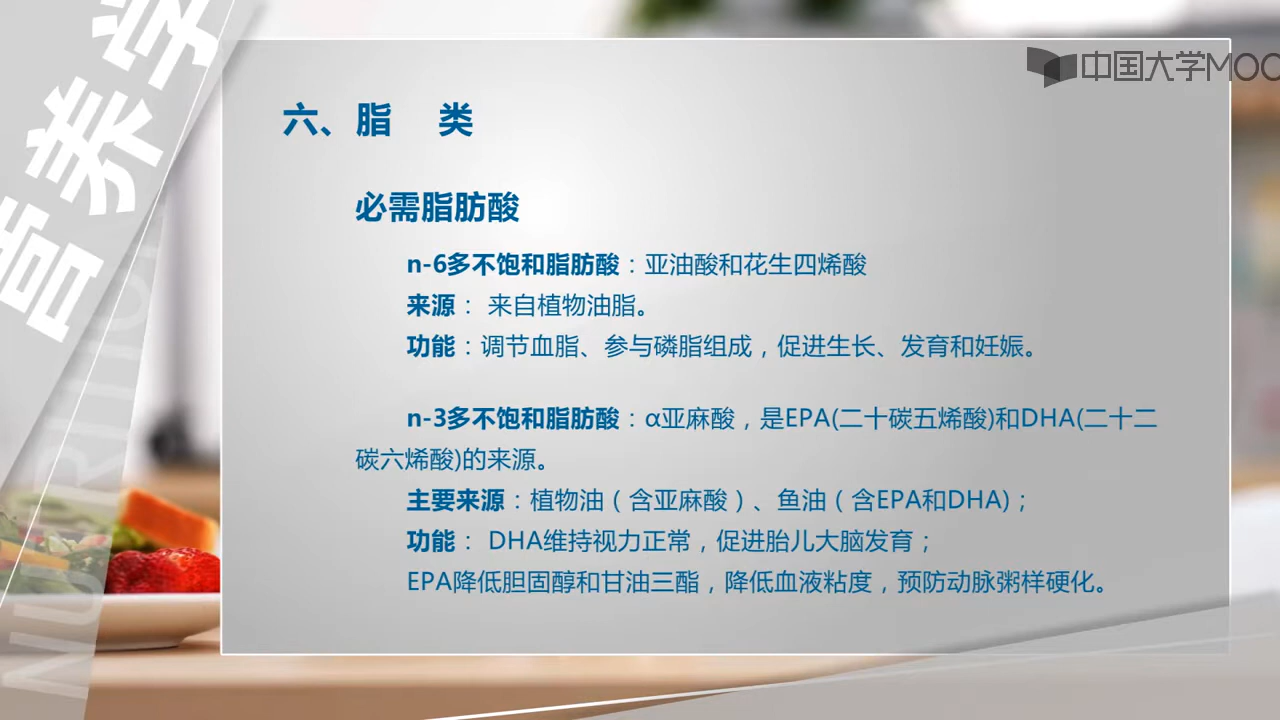 营养学
NUTRITION
中国大学MOO
六、脂 类
必需脂肪酸
n-6多不饱和脂肪酸：亚油酸和花生四烯酸
来源： 来自植物油脂。
功能：调节血脂、参与磷脂组成，促进生长、发育和妊娠。
n-3多不饱和脂肪酸：α亚麻酸，是EPA(二十碳五烯酸)和DHA(二十二
碳六烯酸)的来源。
主要来源：植物油（含亚麻酸）、鱼油（含EPA和DHA)；
功能： DHA维持视力正常，促进胎儿大脑发育；
EPA降低胆固醇和甘油三酯，降低血液粘度，预防动脉粥样硬化。